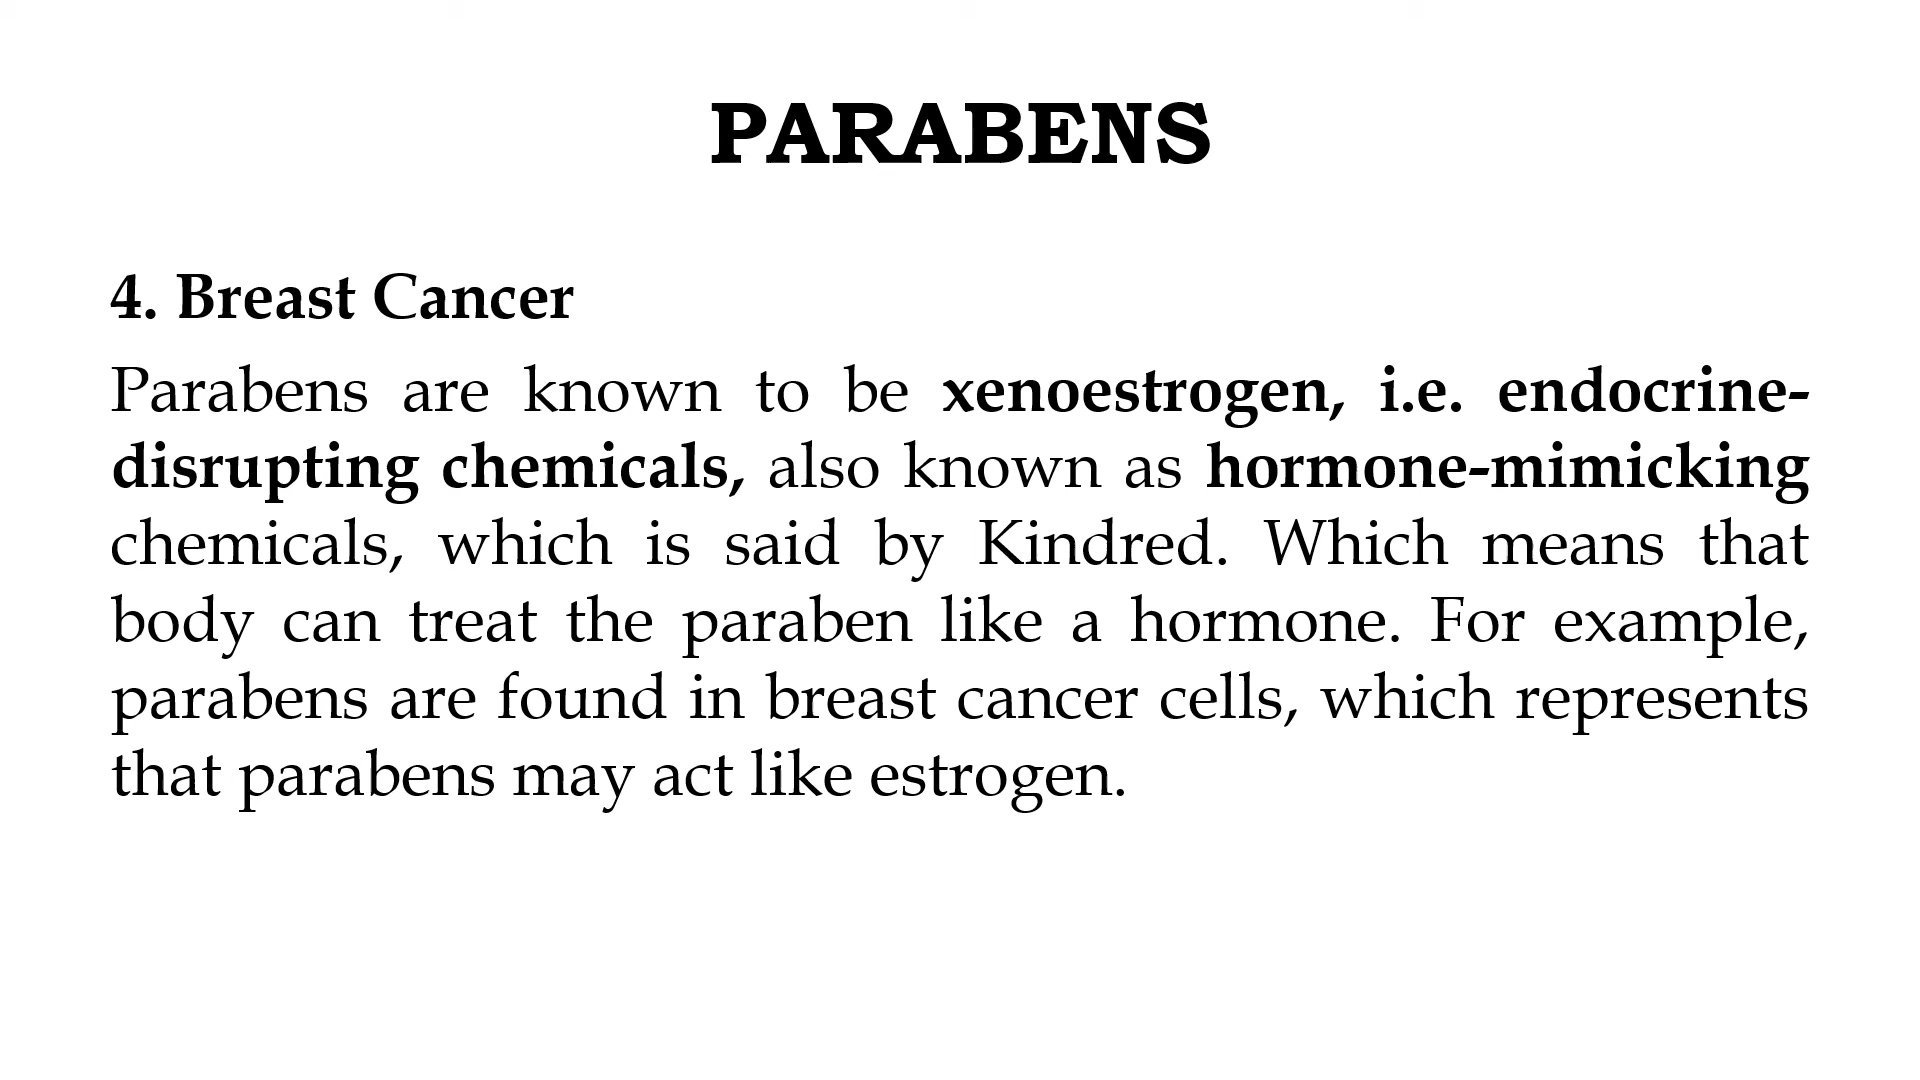 PARABENS
4. Breast Cancer
Parabens are known to be xenoestrogen, i.e. endocrine-
disrupting chemicals, also known as hormone-mimicking
chemicals, which is said by Kindred. Which means that
body can treat the paraben like a hormone. For example,
parabens are found in breast cancer cells, which represents
that parabens may act like estrogen.